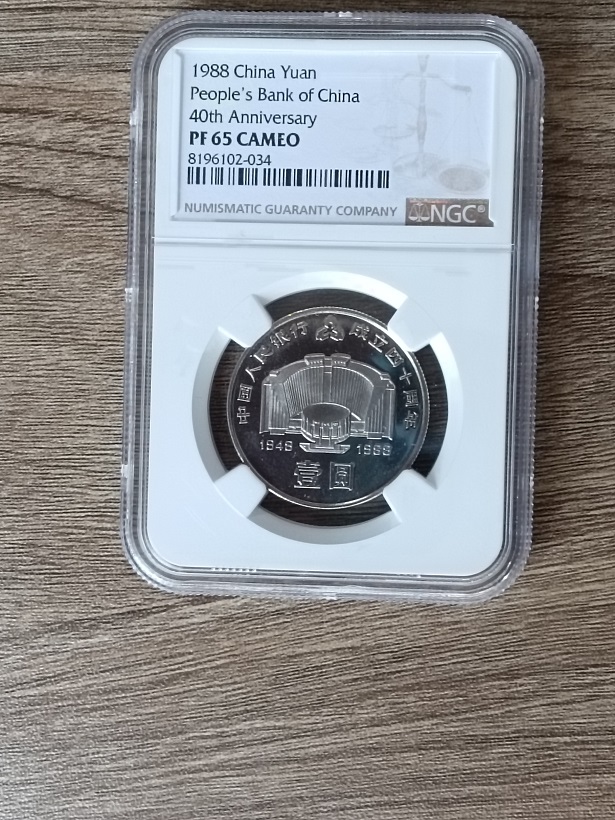 1988 China Yuan
People's Bank of China
40th Anniversary
PF 65 CAMEO
8196102-034
NUMISMATIC GUARANTY COMPANY NGC®
中國人民银行 成立四十周年
1948 1988
壹圆